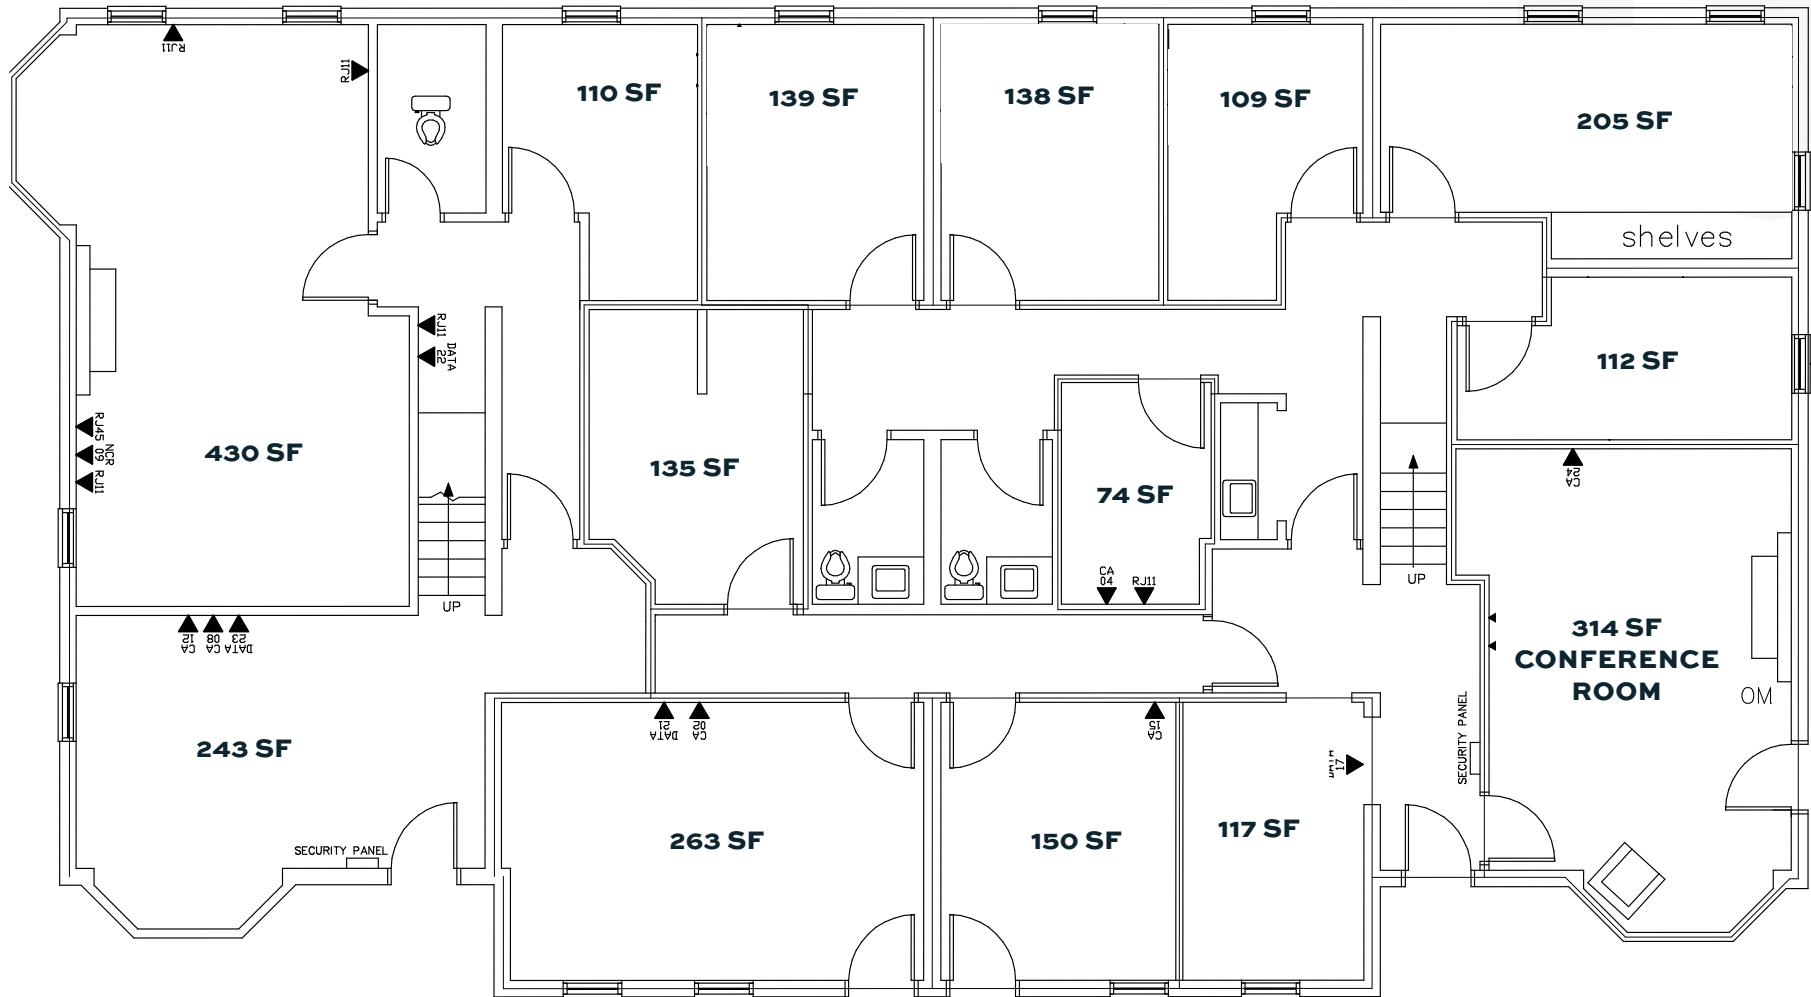 RJ11
RJ11
110 SF
139 SF
138 SF
109 SF
205 SF
shelves
RJ11
DATA
22
112 SF
RJ45
NCR
09
RJ11
430 SF
135 SF
74 SF
CA
24
CA
04
RJ11
UP
UP
CA
12
CA
08
DATA
23
314 SF
CONFERENCE
ROOM
OM
DATA
21
CA
02
CA
15
SECURITY PANEL
243 SF
DATA
17
263 SF
150 SF
117 SF
SECURITY PANEL